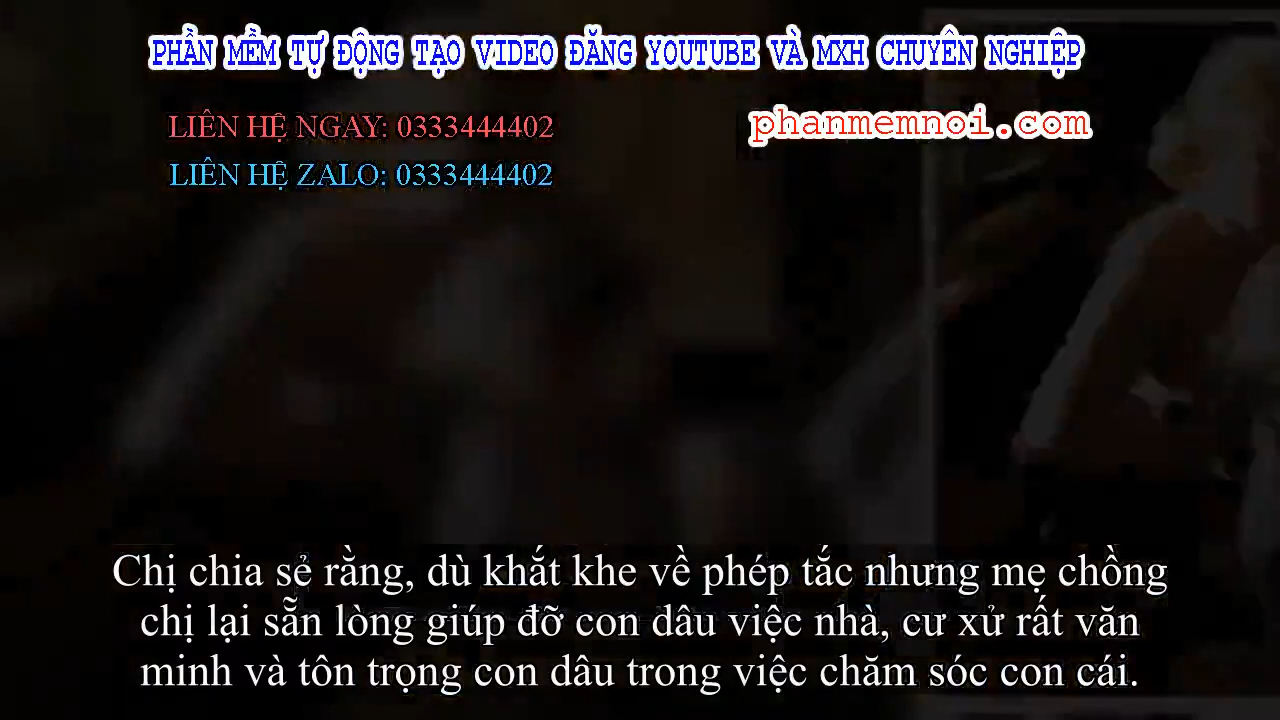 PHẦN MỀM TỰ ĐỘNG TẠO VIDEO ĐĂNG YOUTUBE VÀ MXH CHUYÊN NGHIỆP
LIÊN HỆ NGAY: 0333444402
phanmemnoi.com
LIÊN HỆ ZALO: 0333444402
Chị chia sẻ rằng, dù khắt khe về phép tắc nhưng mẹ chồng
chị lại sẵn lòng giúp đỡ con dâu việc nhà, cư xử rất văn
minh và tôn trọng con dâu trong việc chăm sóc con cái.